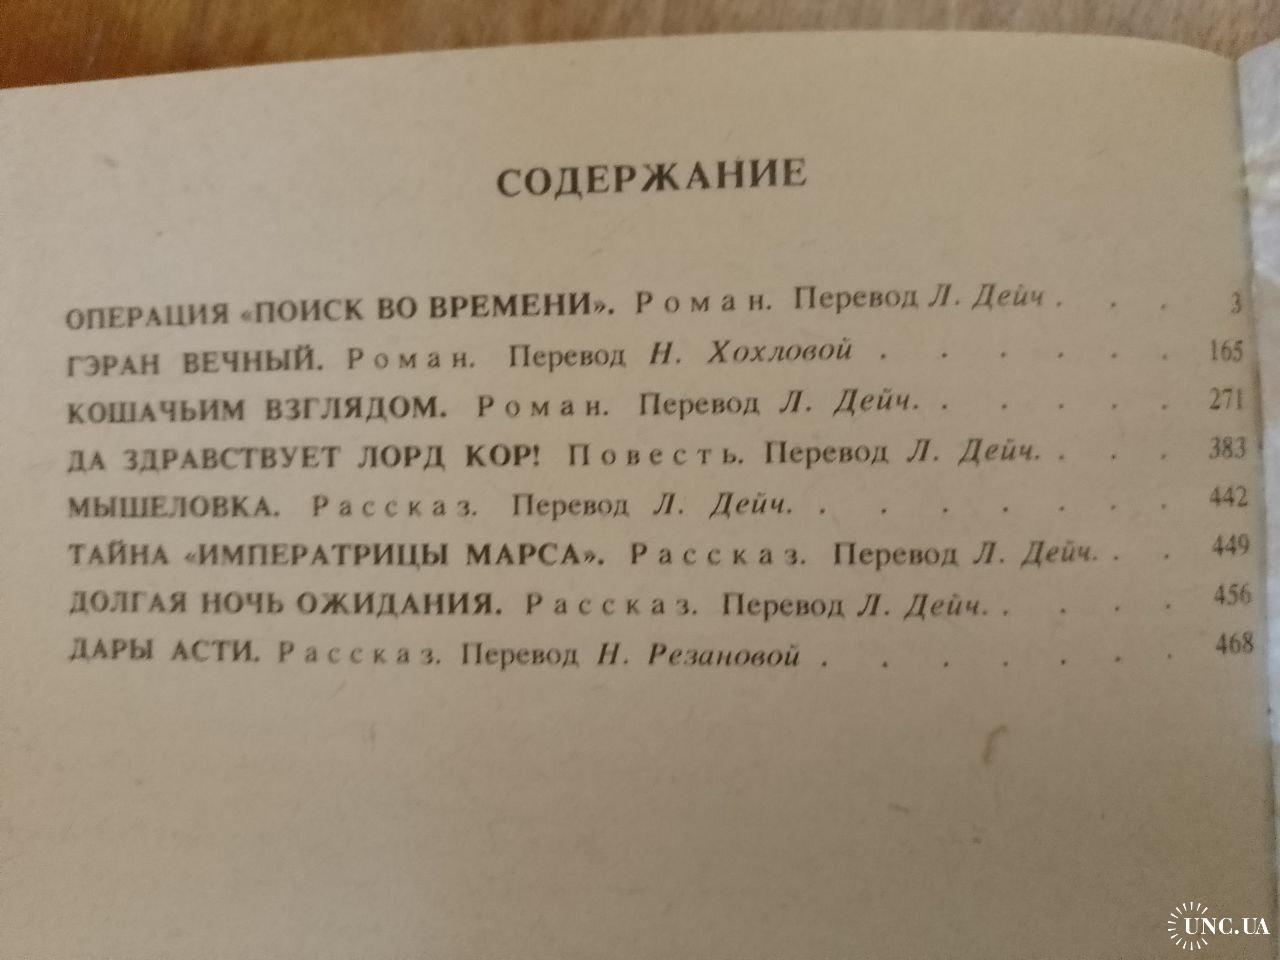 СОДЕРЖАНИЕ
ОПЕРАЦИЯ «ПОИСК ВО ВРЕМЕНИ». Роман. Перевод Л. Дейч . . . 3
ГЭРАН ВЕЧНЫЙ. Роман. Перевод Н. Хохловой . . . . . . 165
КОШАЧЬИМ ВЗГЛЯДОМ. Роман. Перевод Л. Дейч. . . . . . 271
ДА ЗДРАВСТВУЕТ ЛОРД КОР! Повесть. Перевод Л. Дейч. . . . 383
МЫШЕЛОВКА. Рассказ. Перевод Л. Дейч. . . . . . . . 442
ТАЙНА «ИМПЕРАТРИЦЫ МАРСА». Рассказ. Перевод Л. Дейч. . . 449
ДОЛГАЯ НОЧЬ ОЖИДАНИЯ. Рассказ. Перевод Л. Дейч. . . . . 456
ДАРЫ АСТИ. Рассказ. Перевод Н. Резановой . . . . . . . 468
UNC.UA